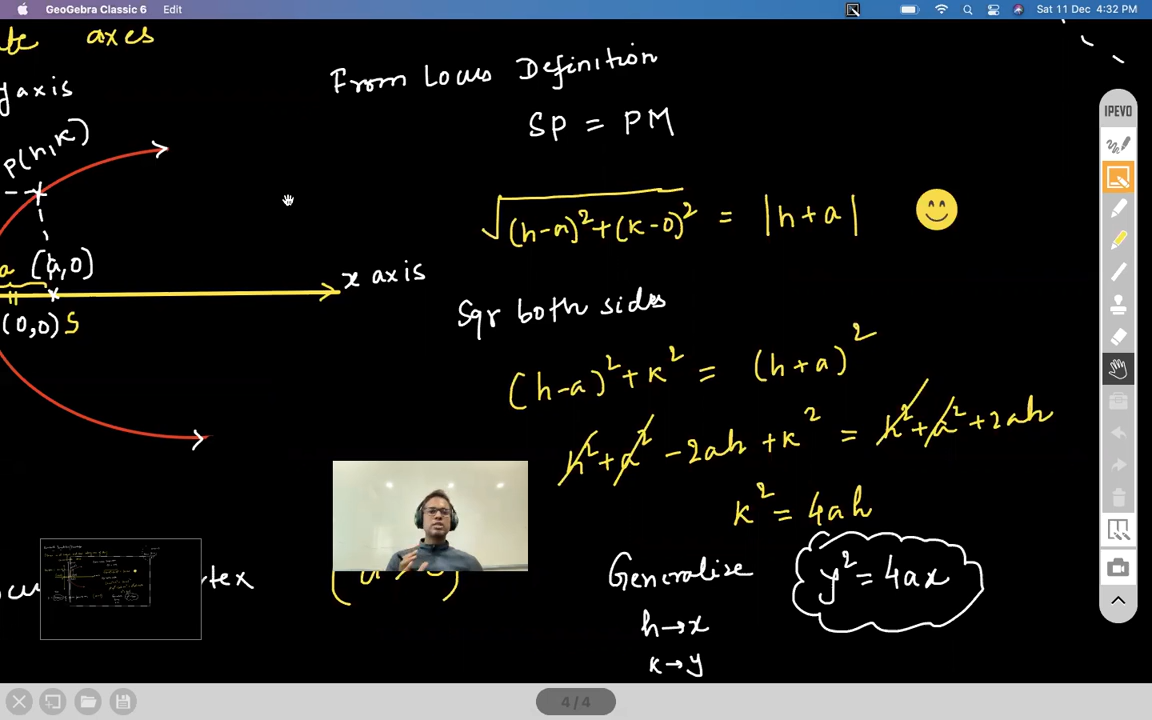 GeoGebra Classic 6 Edit Sat 11 Dec 4:32 PM
axes
y axis
P(h,k)
a (a,0)
(0,0) S
x axis
From Locus Definition
SP = PM
√(h-a)²+(k-0)² = |h+a|
Sqr both sides
(h-a)²+k² = (h+a)²
h²+a²-2ah+k² = h²+a²+2ah
k² = 4ah
Generalize y² = 4ax
h→x
k→y
IPEVO
4/4